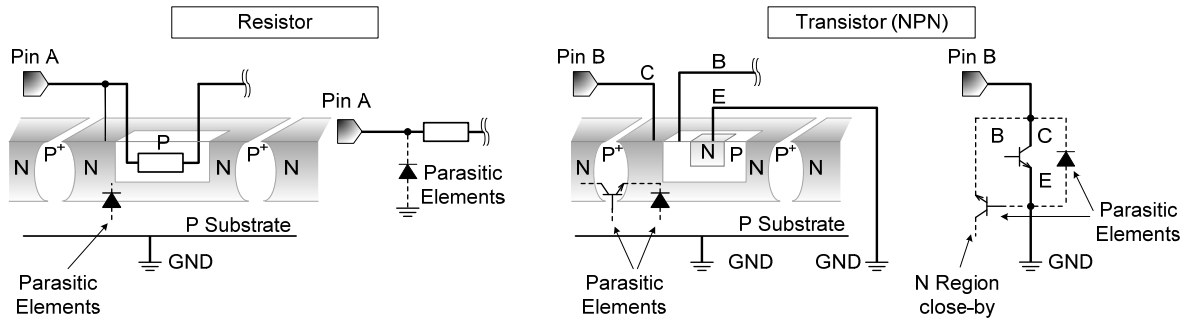 Resistor
Pin A
N
P+
N
P
P+
N
N
P Substrate
GND
Parasitic
Elements
Pin A
Parasitic
Elements
Transistor (NPN)
Pin B
C
B
E
N
P+
N
N
P
P+
N
N
P Substrate
GND
GND
Parasitic
Elements
Pin B
B
C
E
Parasitic
Elements
GND
N Region
close-by